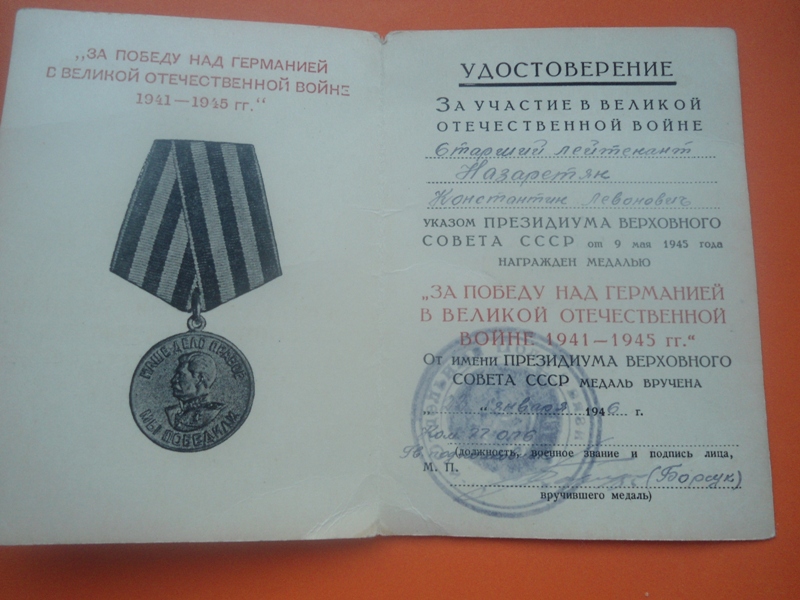 „ЗА ПОБЕДУ НАД ГЕРМАНИЕЙ
В ВЕЛИКОЙ ОТЕЧЕСТВЕННОЙ ВОЙНЕ
1941—1945 гг.“
НАШЕ ДЕЛО ПРАВОЕ
МЫ ПОБЕДИЛИ
УДОСТОВЕРЕНИЕ
ЗА УЧАСТИЕ В ВЕЛИКОЙ
ОТЕЧЕСТВЕННОЙ ВОЙНЕ
Старший лейтенант
Назаретян
Константин Левонович
УКАЗОМ ПРЕЗИДИУМА ВЕРХОВНОГО
СОВЕТА СССР от 9 мая 1945 года
НАГРАЖДЕН МЕДАЛЬЮ
„ЗА ПОБЕДУ НАД ГЕРМАНИЕЙ
В ВЕЛИКОЙ ОТЕЧЕСТВЕННОЙ
ВОЙНЕ 1941—1945 гг.“
ОТ ИМЕНИ ПРЕЗИДИУМА ВЕРХОВНОГО
СОВЕТА СССР МЕДАЛЬ ВРУЧЕНА
января 1946 г.
(должность, военное звание и подпись лица,
М. П.
(Борсук)
вручившего медаль)